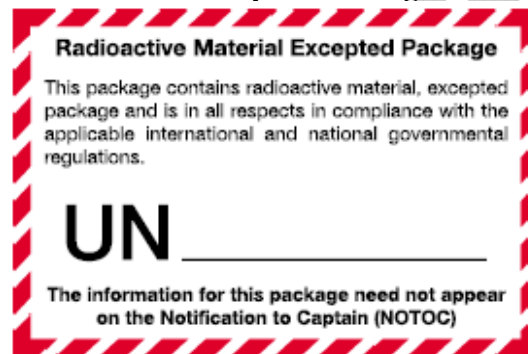 Radioactive Material Excepted Package
This package contains radioactive material, excepted
package and is in all respects in compliance with the
applicable international and national governmental
regulations.
UN
The information for this package need not appear
on the Notification to Captain (NOTOC)